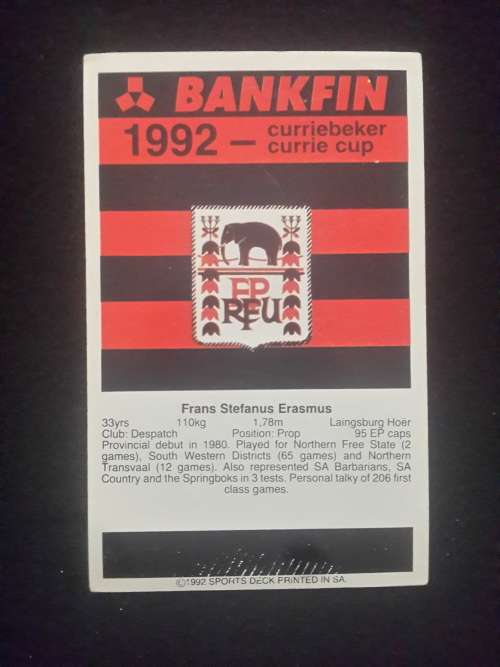 BANKFIN
1992 – curriebeker
currie cup
EP
RFU
Frans Stefanus Erasmus
33yrs 110kg 1,78m Laingsburg Hoer
Club: Despatch Position: Prop 95 EP caps
Provincial debut in 1980. Played for Northern Free State (2
games), South Western Districts (65 games) and Northern
Transvaal (12 games). Also represented SA Barbarians, SA
Country and the Springboks in 3 tests. Personal talky of 206 first
class games.
©1992 SPORTS DECK PRINTED IN SA.